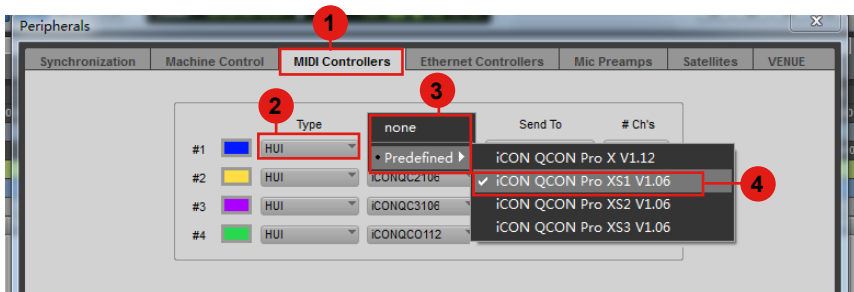 1
Peripherals
Synchronization Machine Control MIDI Controllers Ethernet Controllers Mic Preamps Satellites VENUE
2 3
Type none Send To # Ch's
#1 HUI • Predefined iCON QCON Pro X V1.12
#2 HUI iCONQC2106 ✓ iCON QCON Pro XS1 V1.06 4
#3 HUI iCONQC3106 iCON QCON Pro XS2 V1.06
#4 HUI iCONQCO112 iCON QCON Pro XS3 V1.06